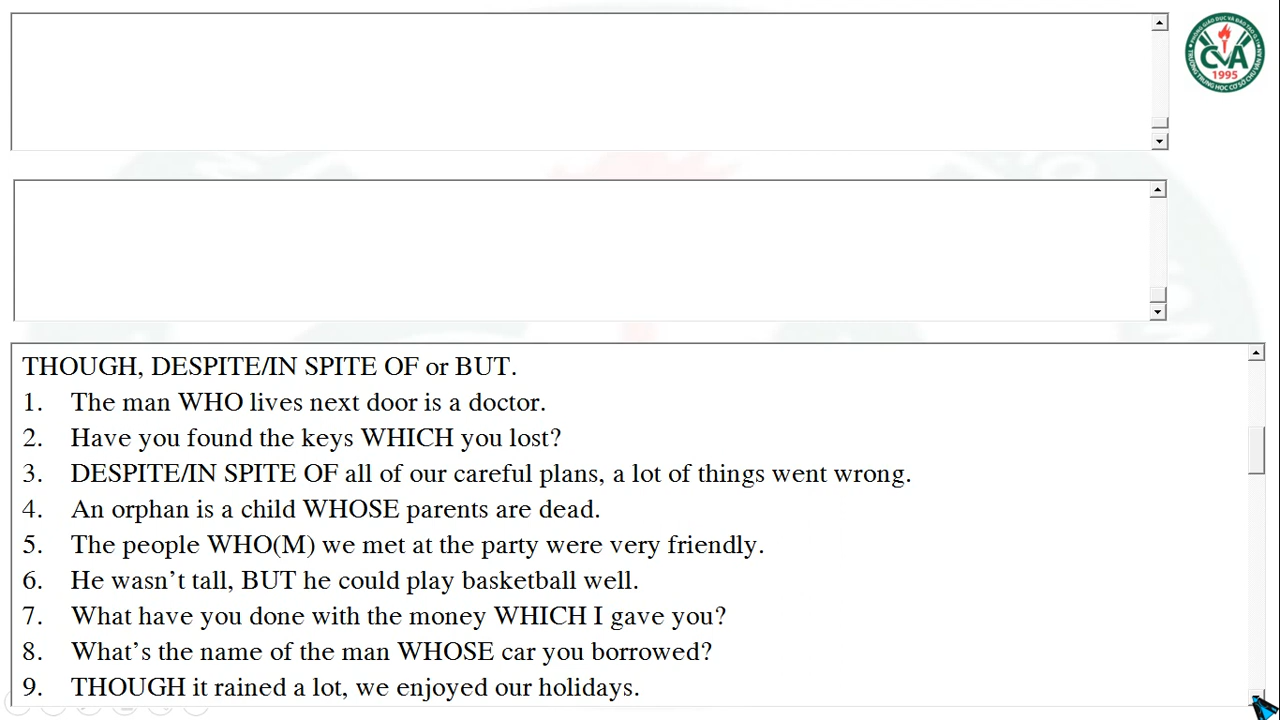 CVA
1995
THOUGH, DESPITE/IN SPITE OF or BUT.
1. The man WHO lives next door is a doctor.
2. Have you found the keys WHICH you lost?
3. DESPITE/IN SPITE OF all of our careful plans, a lot of things went wrong.
4. An orphan is a child WHOSE parents are dead.
5. The people WHO(M) we met at the party were very friendly.
6. He wasn’t tall, BUT he could play basketball well.
7. What have you done with the money WHICH I gave you?
8. What’s the name of the man WHOSE car you borrowed?
9. THOUGH it rained a lot, we enjoyed our holidays.